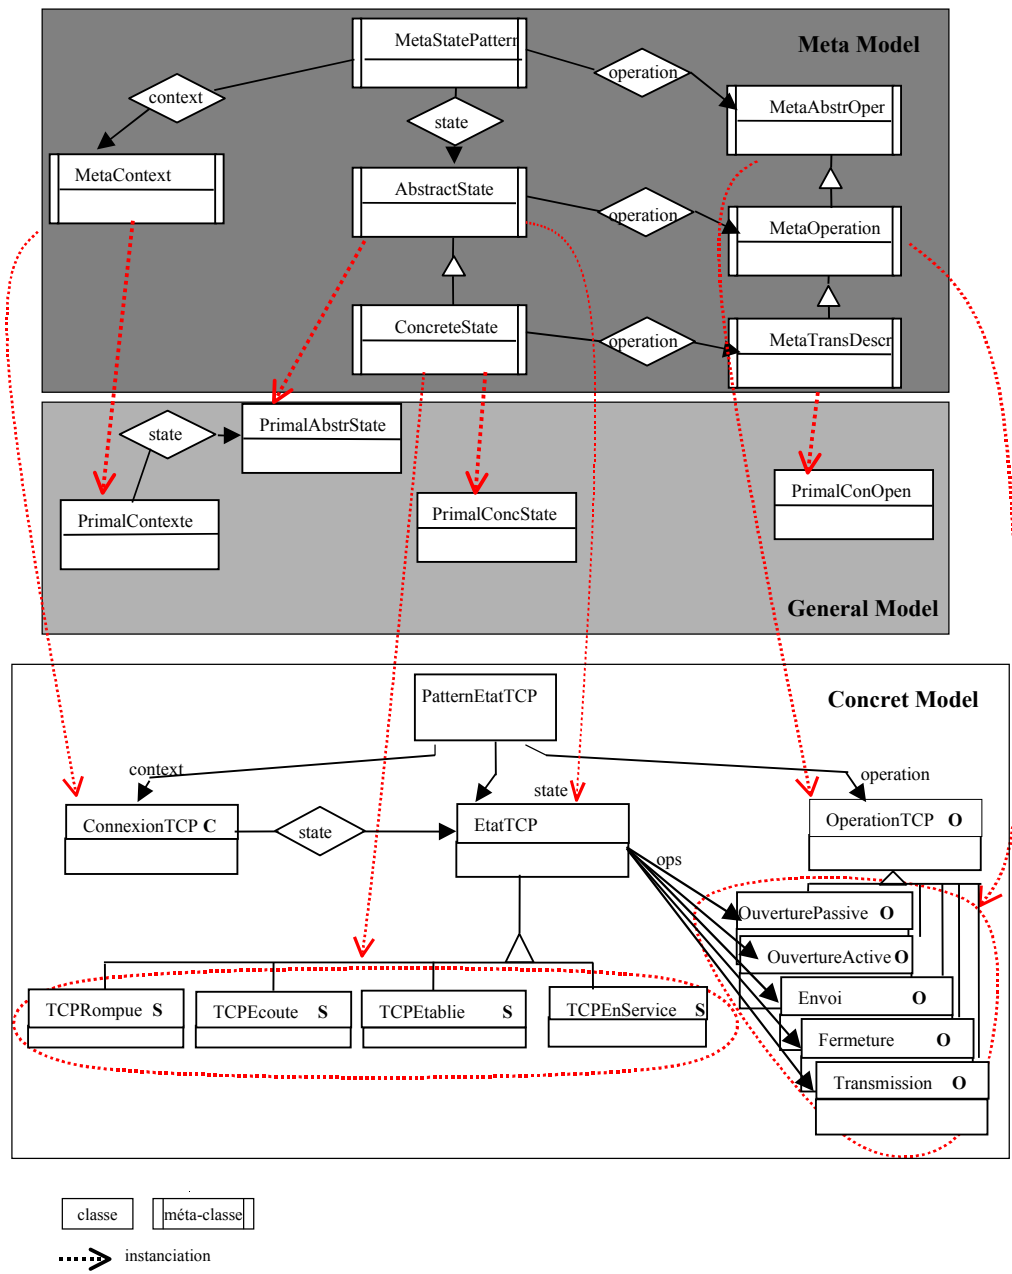 MetaStatePattern
Meta Model
operation
context
MetaAbstrOper
state
MetaContext
AbstractState
operation
MetaOperation
ConcreteState
operation
MetaTransDescr
state
PrimalAbstrState
PrimalContexte
PrimalConcState
PrimalConOpen
General Model
PatternEtatTCP
Concret Model
context
state
operation
ConnexionTCP C
state
EtatTCP
OperationTCP O
ops
OuverturePassive O
OuvertureActive O
Envoi O
Fermeture O
Transmission O
TCPRompue S
TCPEcoute S
TCPEtablie S
TCPEnService S
classe
méta-classe
instanciation